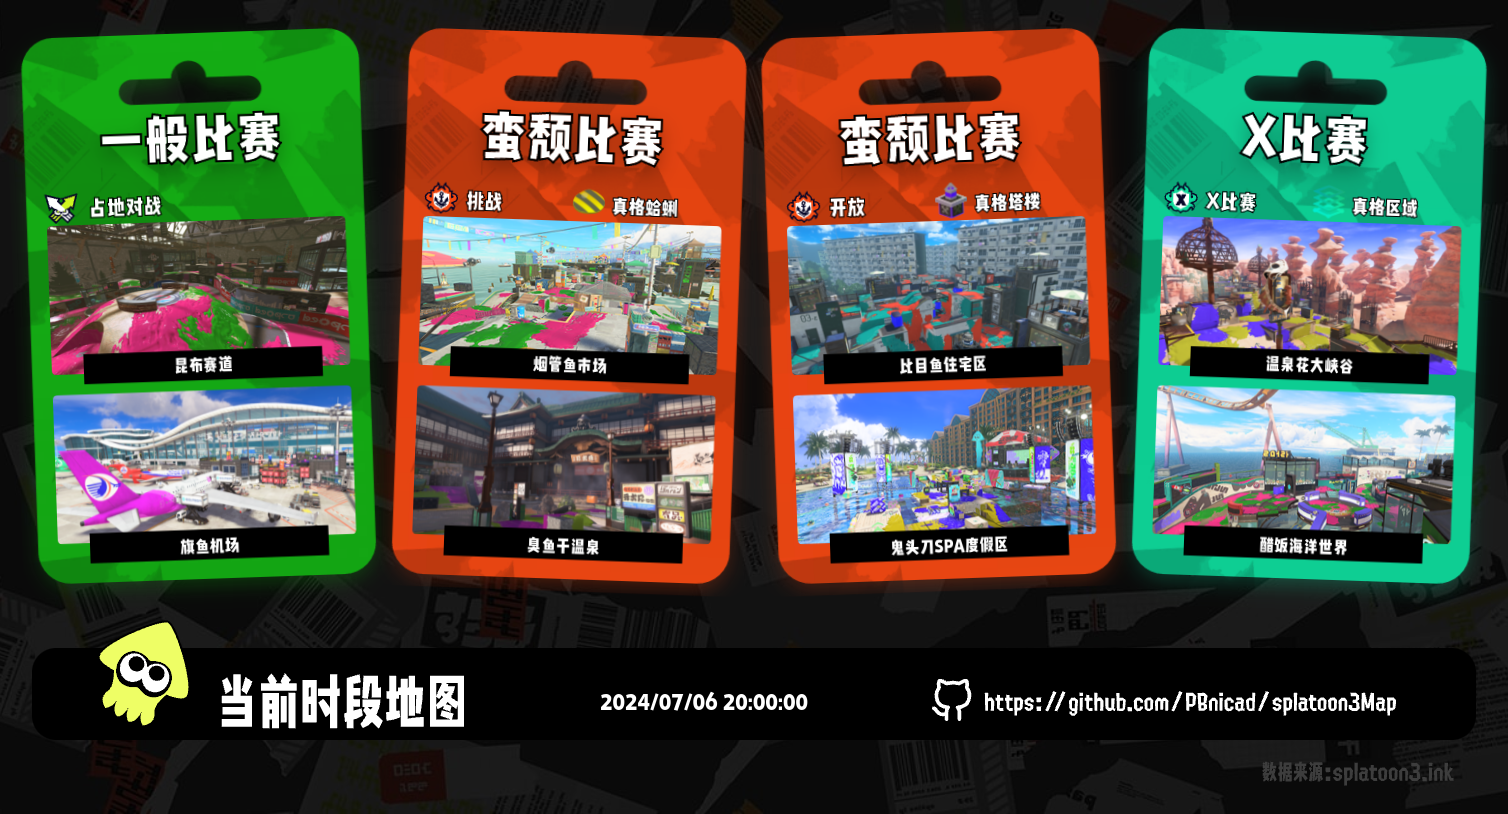 一般比赛
占地对战
昆布赛道
旗鱼机场
蛮颓比赛
挑战
真格蛤蜊
烟管鱼市场
臭鱼干温泉
蛮颓比赛
开放
真格塔楼
比目鱼住宅区
鬼头刀SPA度假区
X比赛
X比赛
真格区域
温泉花大峡谷
醋饭海洋世界
当前时段地图
2024/07/06 20:00:00
https://github.com/PBnicad/splatoon3Map
数据来源:splatoon3.ink